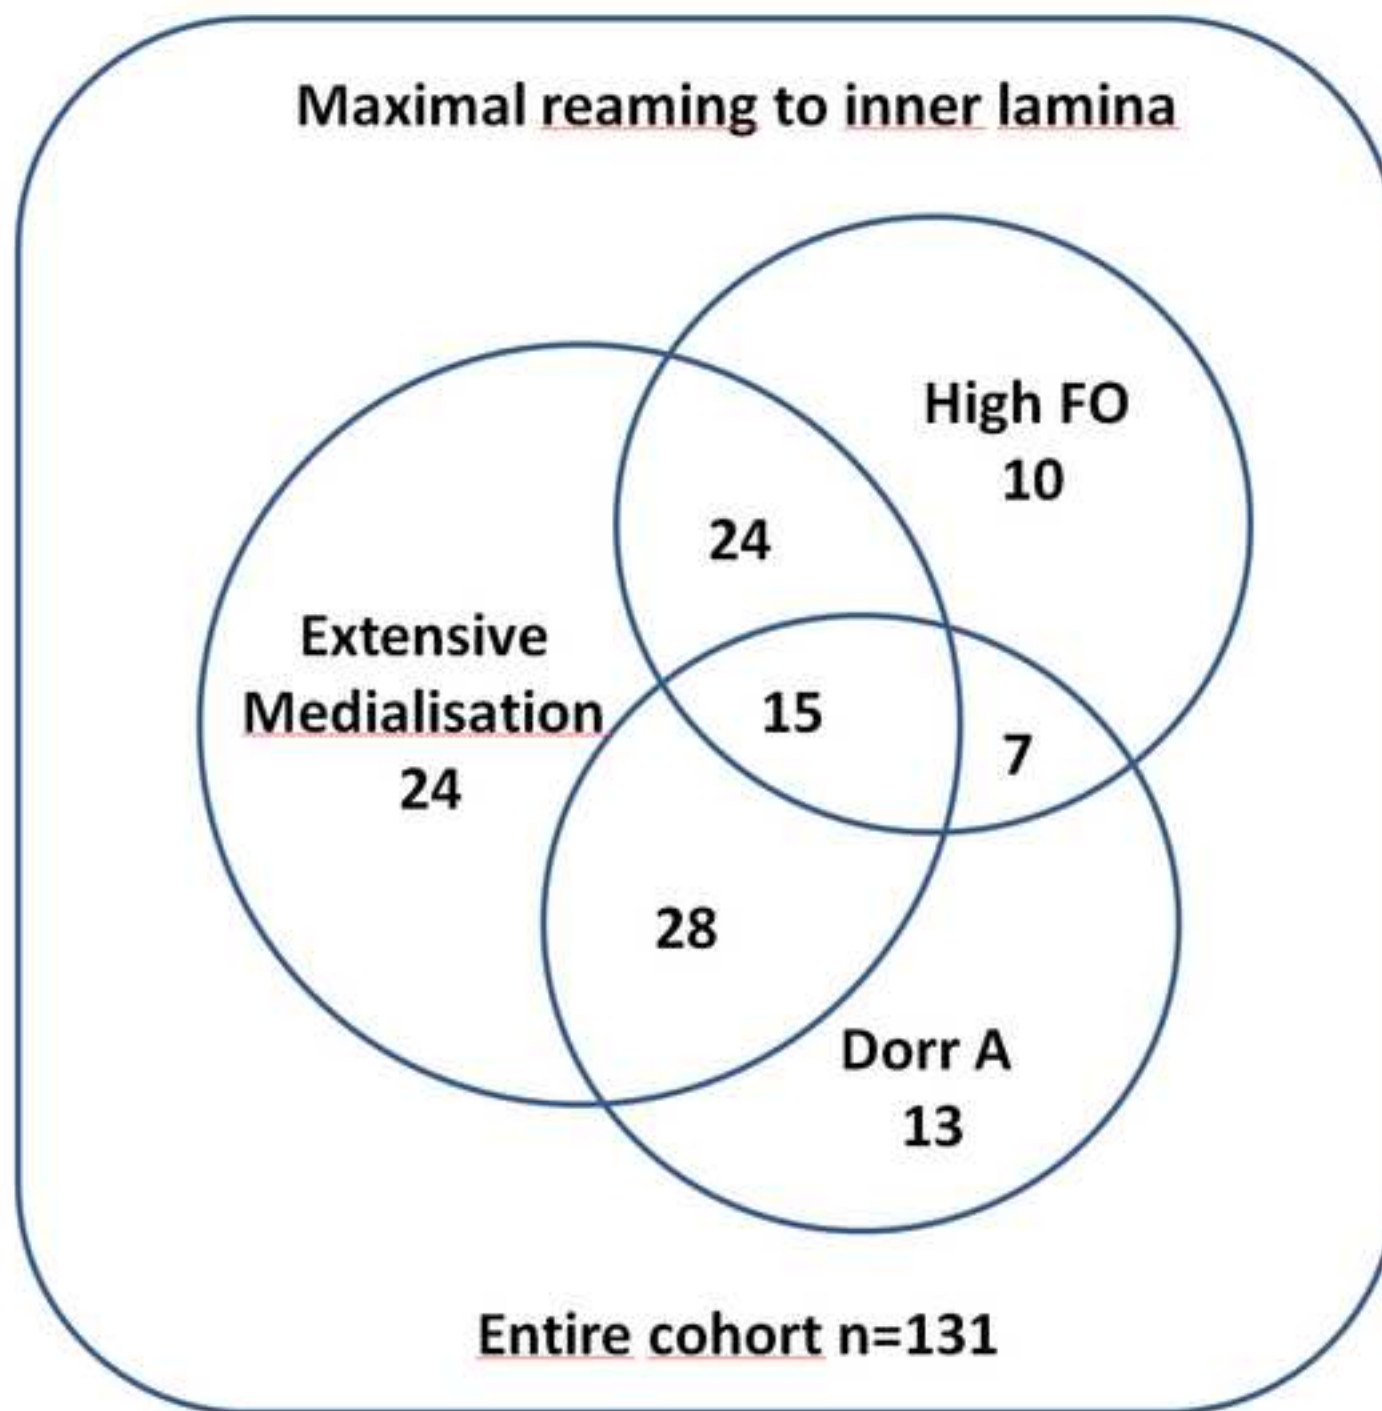 Maximal reaming to inner lamina
High FO
10
24
Extensive
Medialisation
24
15
7
28
Dorr A
13
Entire cohort n=131